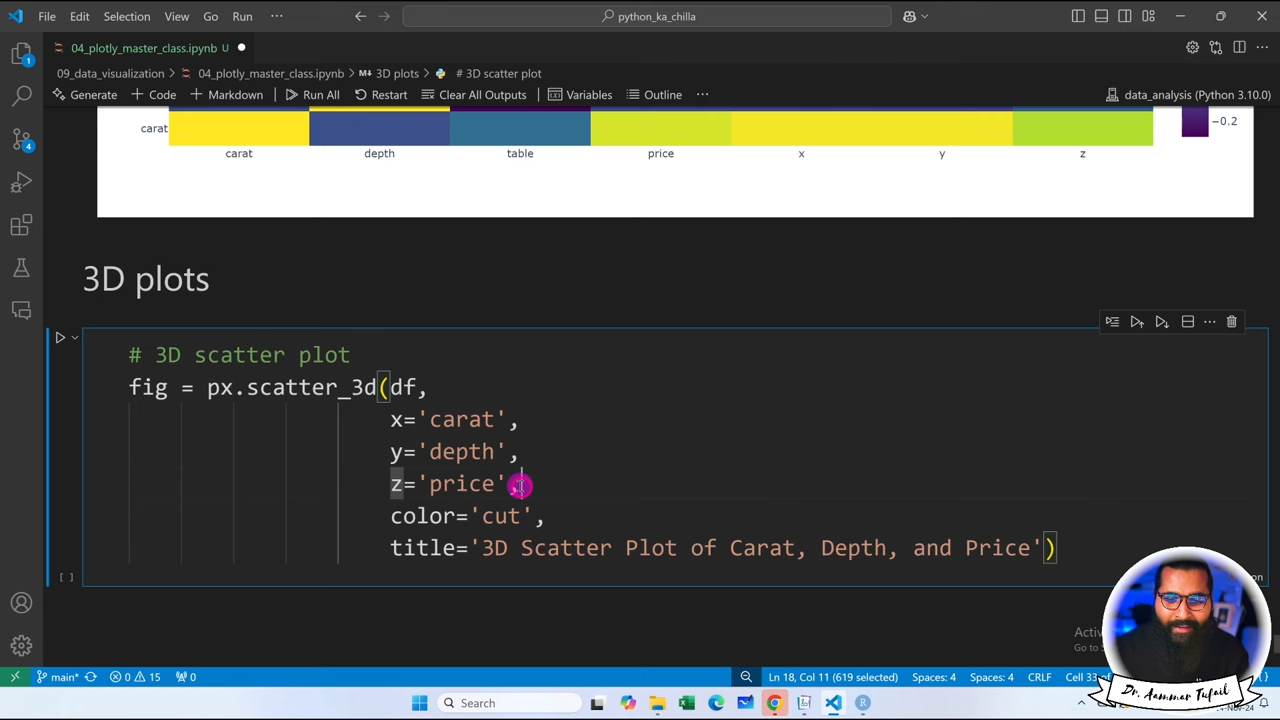 File Edit Selection View Go Run ···
python_ka_chilla
04_plotly_master_class.ipynb U
09_data_visualization > 04_plotly_master_class.ipynb > M↓ 3D plots > # 3D scatter plot
Generate + Code + Markdown Run All Restart Clear All Outputs Variables Outline ···
data_analysis (Python 3.10.0)
carat
−0.2
carat depth table price x y z
3D plots
# 3D scatter plot
fig = px.scatter_3d(df,
x='carat',
y='depth',
z='price',
color='cut',
title='3D Scatter Plot of Carat, Depth, and Price')
[ ]
1
4
main* 0 15 0
Ln 18, Col 11 (619 selected) Spaces: 4 Spaces: 4 CRLF
Search
Dr. Aammar Tufail